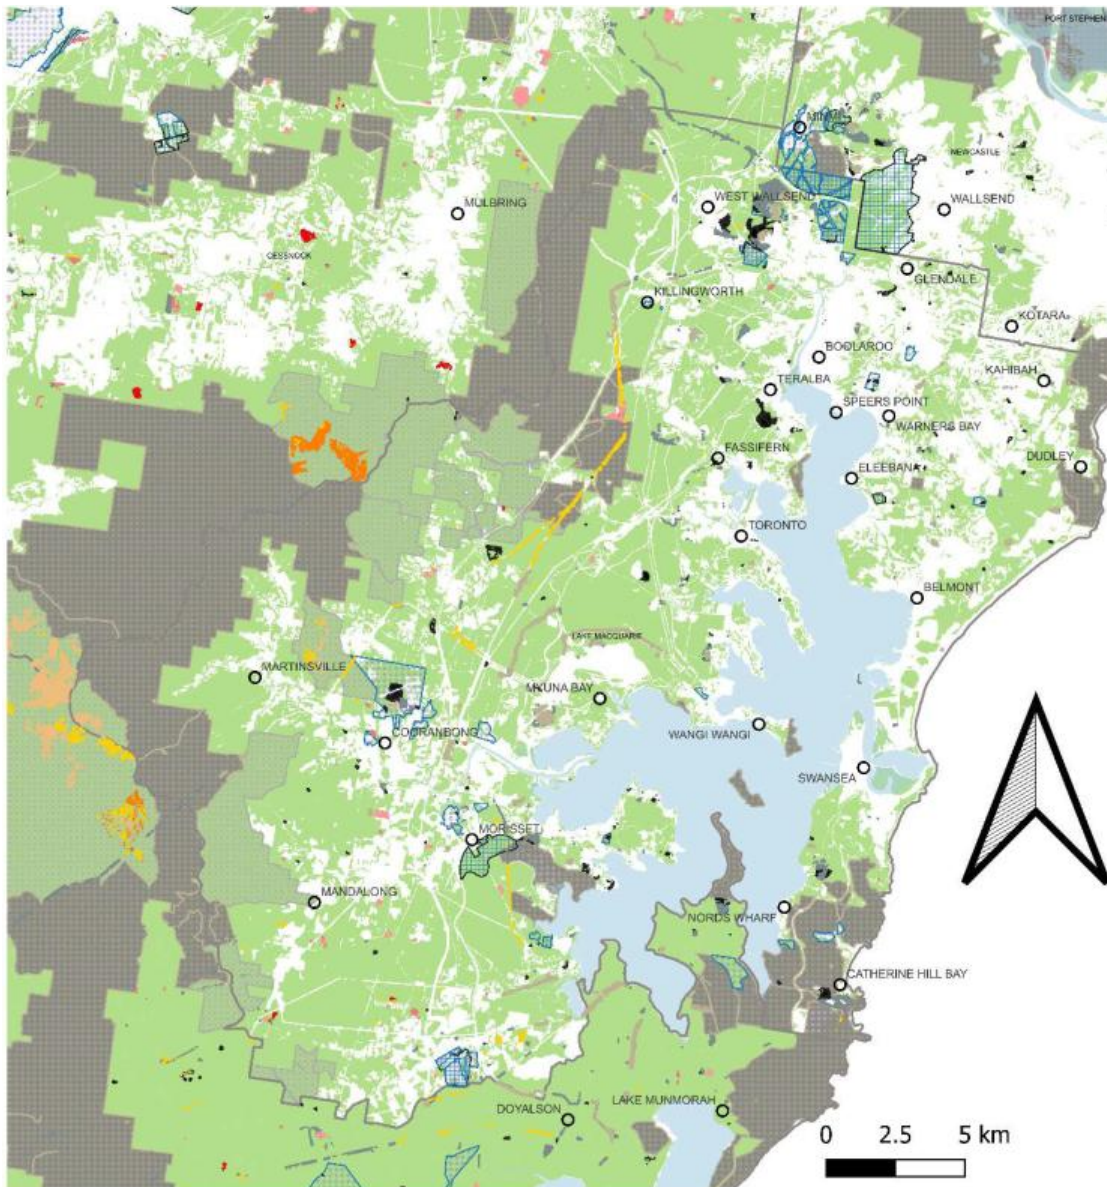 PORT STEPHEN
MINMI
NEWCASTLE
MULBRING
WEST WALLSEND
WALLSEND
CESSNOCK
GLENDALE
KILLINGWORTH
KOTARA
BOOLAROO
KAHIBAH
TERALBA
SPEERS POINT
WARNERS BAY
FASSIFERN
DUDLEY
ELEEBANA
TORONTO
BELMONT
LAKE MACQUARIE
MARTINSVILLE
MYUNA BAY
WANGI WANGI
COORANBONG
SWANSEA
MORISSET
MANDALONG
NORDS WHARF
CATHERINE HILL BAY
LAKE MUNMORAH
DOYALSON
0 2.5 5 km